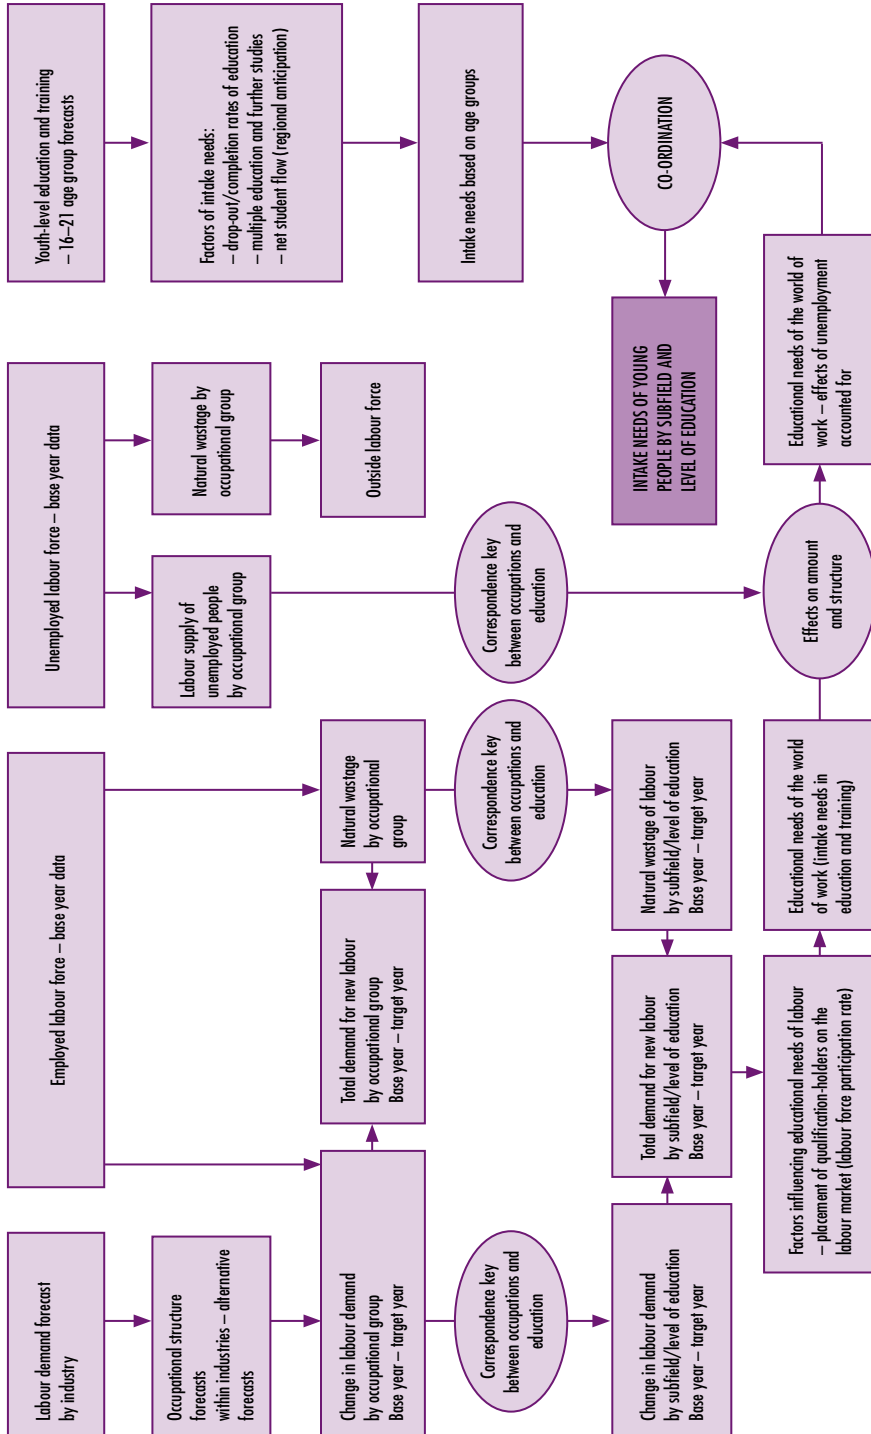 Labour demand forecast
by industry
Employed labour force – base year data
Unemployed labour force – base year data
Youth-level education and training
– 16–21 age group forecasts
Occupational structure
forecasts
within industries – alternative
forecasts
Labour supply of
unemployed people
by occupational group
Natural wastage by
occupational group
Factors of intake needs:
– drop-out/completion rates of education
– multiple education and further studies
– net student flow (regional anticipation)
Change in labour demand
by occupational group
Base year – target year
Total demand for new labour
by occupational group
Base year – target year
Natural wastage
by occupational
group
Outside labour force
Intake needs based on age groups
Correspondence key
between occupations and
education
Correspondence key
between occupations and
education
Correspondence key
between occupations and
education
Change in labour demand
by subfield/level of education
Base year – target year
Total demand for new labour
by subfield/level of education
Base year – target year
Natural wastage of labour
by subfield/level of education
Base year – target year
INTAKE NEEDS OF YOUNG
PEOPLE BY SUBFIELD AND
LEVEL OF EDUCATION
CO-ORDINATION
Factors influencing educational needs of labour
– placement of qualification-holders on the
labour market (labour force participation rate)
Educational needs of the world
of work (intake needs in
education and training)
Effects on amount
and structure
Educational needs of the world of
work – effects of unemployment
accounted for